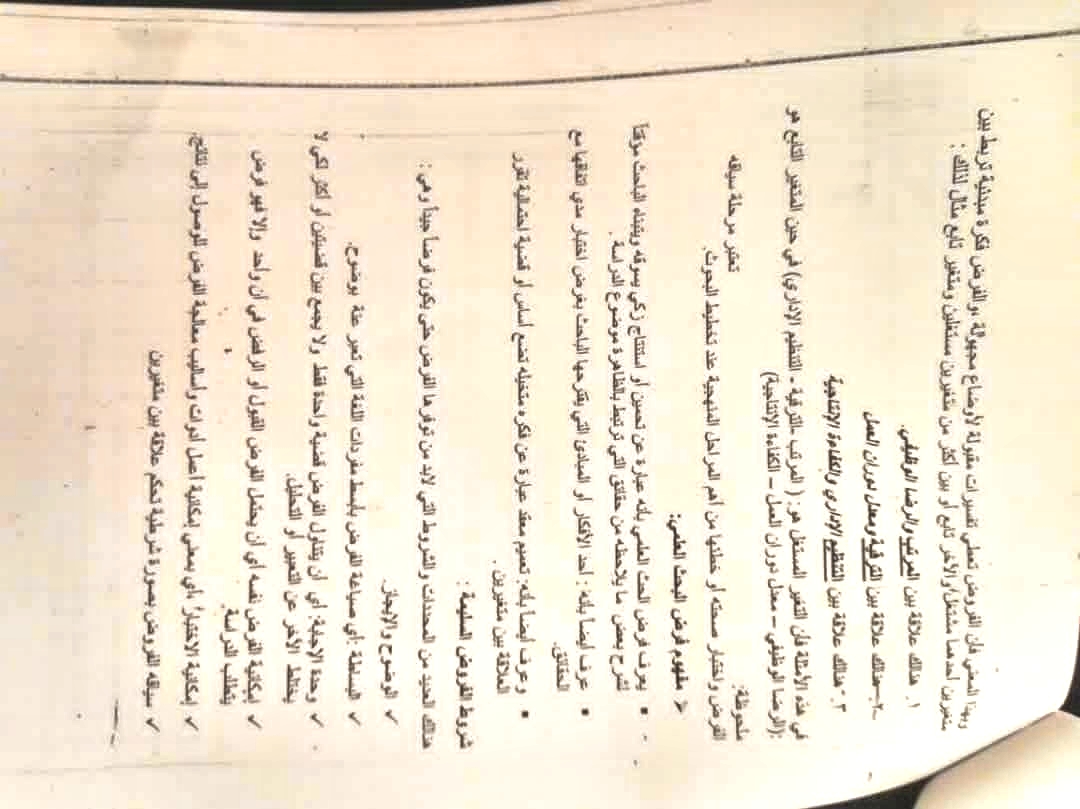 وبهذا المعني فأن الفروض تعطي تفسيرات مقبولة لأوضاع مجهولة ،والفرض فكرة مبدئية تربط بين
متغيرين أحدهما مشتغل والآخر تابع أو بين أكثر من متغيرين مستغلين ومتغير تابع مثال لذلك :
١. هنالك علاقة بين المرتب والرضا الوظيفي.
٢. هنالك علاقة بين الترقية ومعدل دوران العمل
٣. هنالك علاقة بين التنظيم الإداري والكفاءة الإنتاجية
في هذه الأمثلة فأن التغير المستغل هو: ( المرتب -الترقية - التنظيم الإداري) في حين المتغير التابع هو
:(الرضا الوظيفي – معدل دوران العمل – الكفاءة الإنتاجية)
ملحوظة: تعتبر مرحلة سياقه
الفرض واختبار صحته أو خطئها من أهم المراحل المنهجية عند تخطيط البحوث.
➢ مفهوم فرض البحث العلمي:
▪ يعرف فرض الحث العلمي بأنه عبارة عن تخمين أو استنتاج زكي يسوقه ويتبناه الباحث مؤقتاً
لشرح بعض ما يلاحظه من حقائق التي ترتبط بالظاهرة موضوع الدراسة .
▪ عرف أيضاً بأنه : أحد الأفكار أو المبادئ التي يقترحها الباحث بغرض اختبار مدي اتفاقها مع
الحقائق.
▪ وعرف أيضاً بأنه: تعميم معقد عبارة عن فكره متخيله تضع أساس أو قضية احتمالية تقرر
العلاقة بين متغيرين .
شروط الفروض السليمة :
هنالك العديد من المحددات والشروط التي لابد من توفرها الفرض حتى يكون فرضاً جيداً وهي :
✓ الوضوح والإيجاز.
✓ البساطة :أي صياغة الفرض بأبسط مفردات اللغة التي تعبر عنة بوضوح.
✓ وحدة الإجابة: أي أن يتناول الفرض قضية واحدة فقط ولا يجمع بين قضيتين أو أكثر لكي لا
يختلط الآخر عن التعبير أو التحليل.
✓ إمكانية الفرض نفسه أي أن يحتمل الفرض القبول أو الرفض في أن وأحد وإلا فهو فرض
يتطلب الدراسة.
✓ إمكانية الاختبار ،أي بمعني إمكانية أعمل أدوات وأساليب معالجة الفرض للوصول إلى نتائج.
✓ سياقه الفروض بصورة شرطية تحكم علاقة بين متغيرين